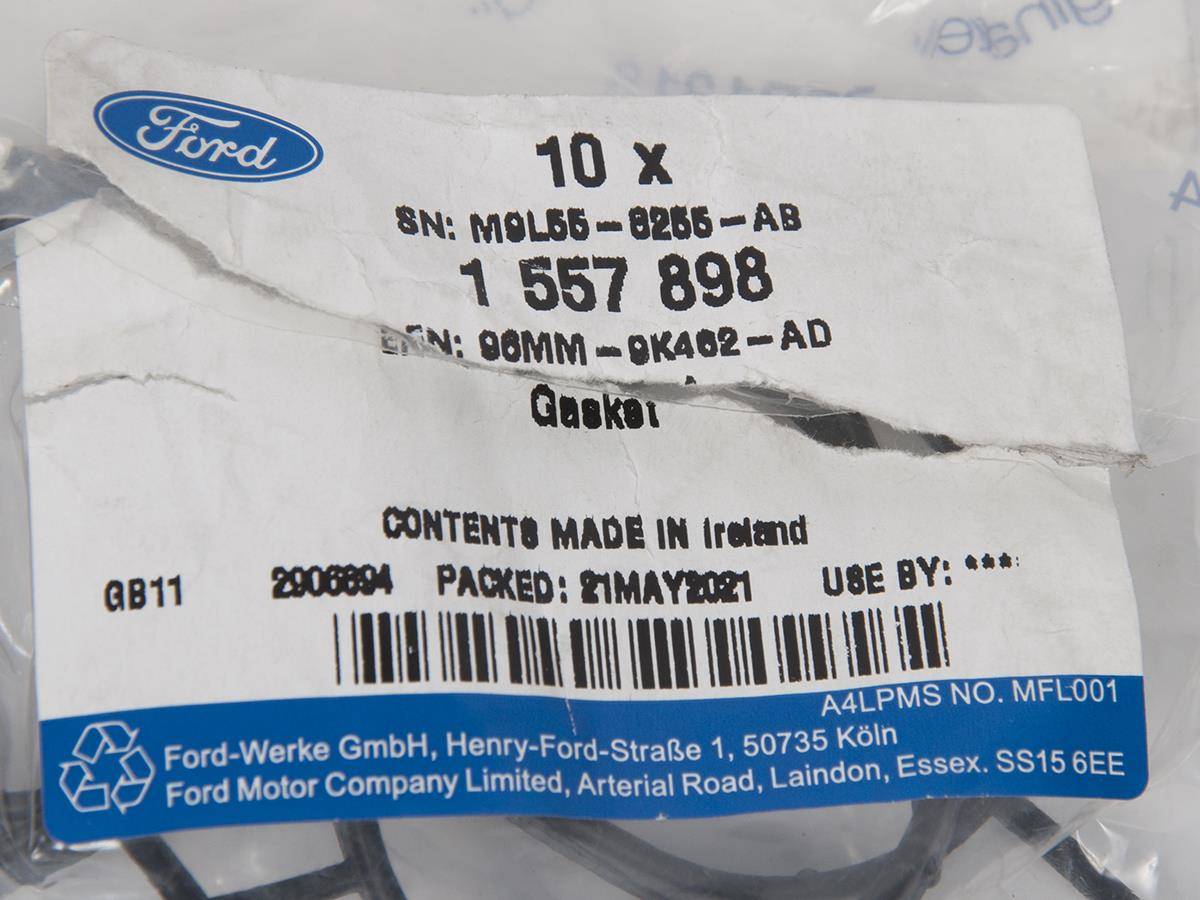 Ford
10 x
SN: M9L55-8255-AB
1 557 898
EPN: 96MM-9K462-AD
Gasket
CONTENTS MADE IN Ireland
GB11 2906894 PACKED: 21MAY2021 USE BY: ***
A4LPMS NO. MFL001
Ford-Werke GmbH, Henry-Ford-Straße 1, 50735 Köln
Ford Motor Company Limited, Arterial Road, Laindon, Essex. SS15 6EE